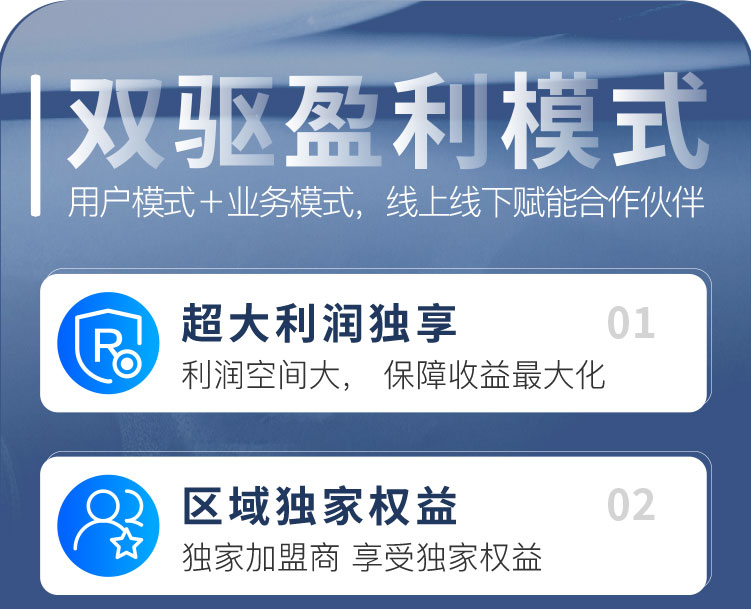 双驱盈利模式
用户模式＋业务模式，线上线下赋能合作伙伴
超大利润独享
01
利润空间大， 保障收益最大化
R
区域独家权益
02
独家加盟商 享受独家权益